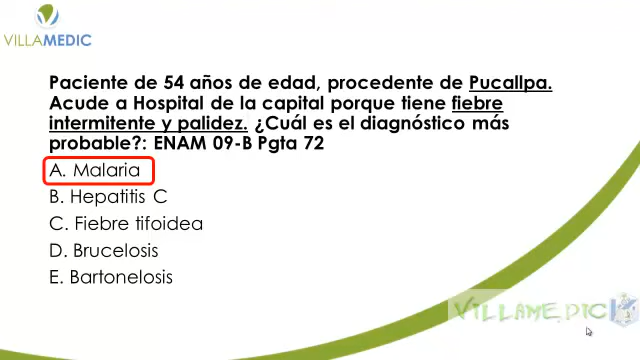 VILLAMEDIC
Paciente de 54 años de edad, procedente de Pucallpa.
Acude a Hospital de la capital porque tiene fiebre
intermitente y palidez. ¿Cuál es el diagnóstico más
probable?: ENAM 09-B Pgta 72
A. Malaria
B. Hepatitis C
C. Fiebre tifoidea
D. Brucelosis
E. Bartonelosis
VILLAMEDIC